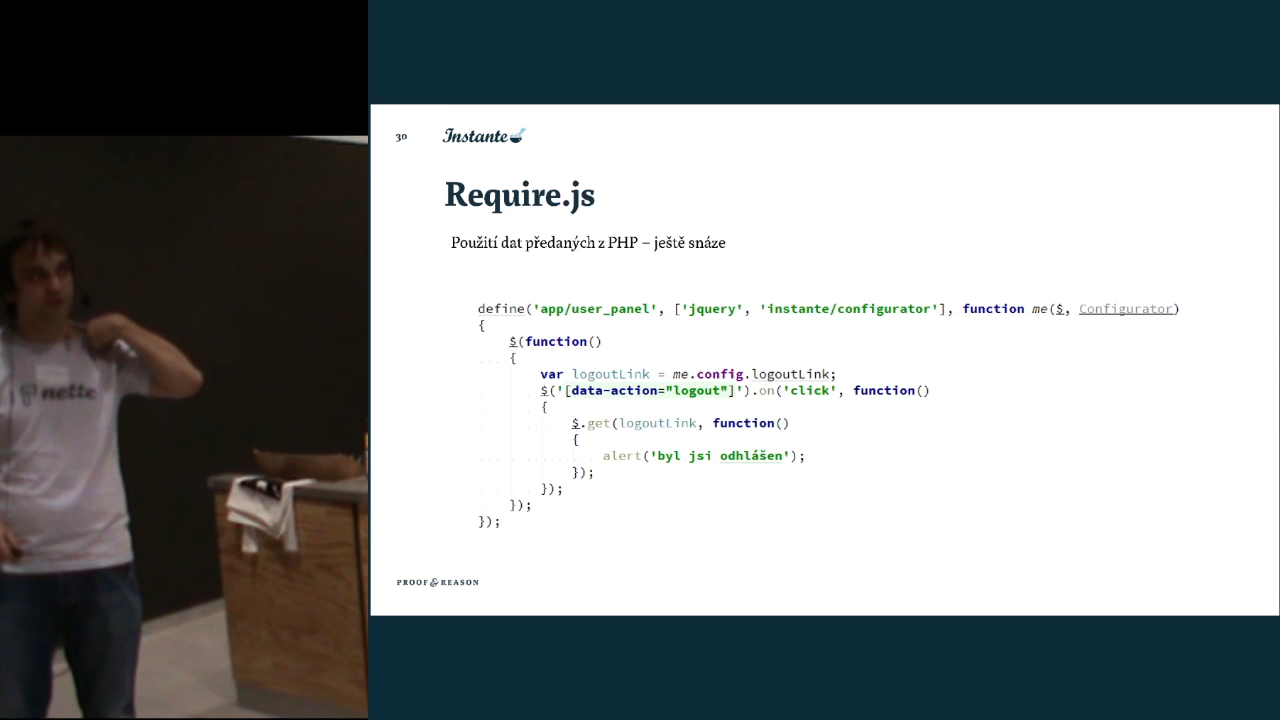 30
Instante
Require.js
Použití dat předaných z PHP – ještě snáze
define('app/user_panel', ['jquery', 'instante/configurator'], function me($, Configurator)
{
$(function()
{
var logoutLink = me.config.logoutLink;
$('[data-action="logout"]').on('click', function()
{
$.get(logoutLink, function()
{
alert('byl jsi odhlášen');
});
});
});
});
PROOF & REASON
nette